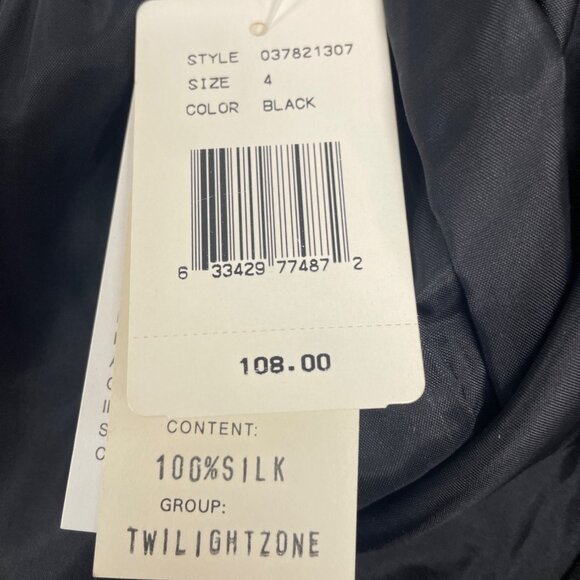 STYLE 037821307
SIZE 4
COLOR BLACK
6 33429 77487 2
108.00
CONTENT:
100%SILK
GROUP:
TWILIGHTZONE